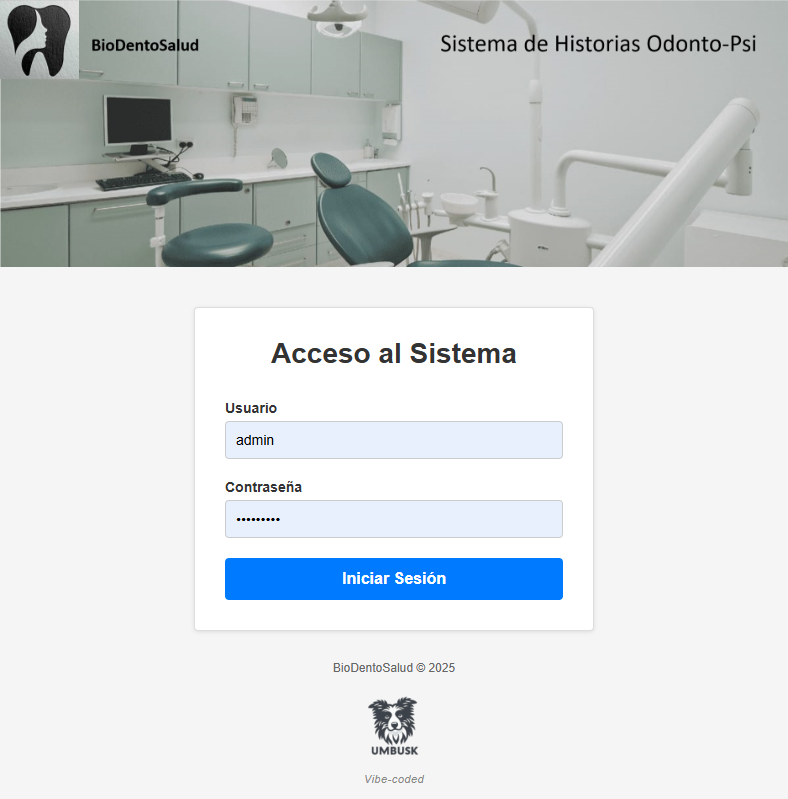 BioDentoSalud
Sistema de Historias Odonto-Psi
Acceso al Sistema
Usuario
admin
Contraseña
•••••••••
Iniciar Sesión
BioDentoSalud © 2025
UMBUSK
Vibe-coded